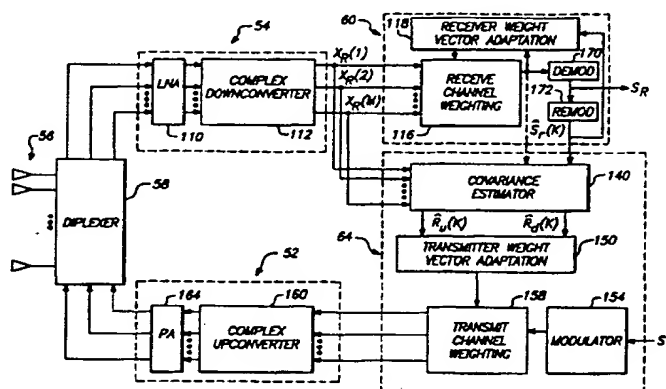 54
60
118
RECEIVER WEIGHT
VECTOR ADAPTATION
170
X_R(1)
X_R(2)
X_R(M)
LNA
COMPLEX
DOWNCONVERTER
RECEIVE
CHANNEL
WEIGHTING
DEMOD
172
REMOD
S_R
Ŝ_r(K)
110
112
116
56
58
DIPLEXER
COVARIANCE
ESTIMATOR
140
R̂_u(K)
R̂_d(K)
64
TRANSMITTER WEIGHT
VECTOR ADAPTATION
150
52
164
160
158
154
PA
COMPLEX
UPCONVERTER
TRANSMIT
CHANNEL
WEIGHTING
MODULATOR
S